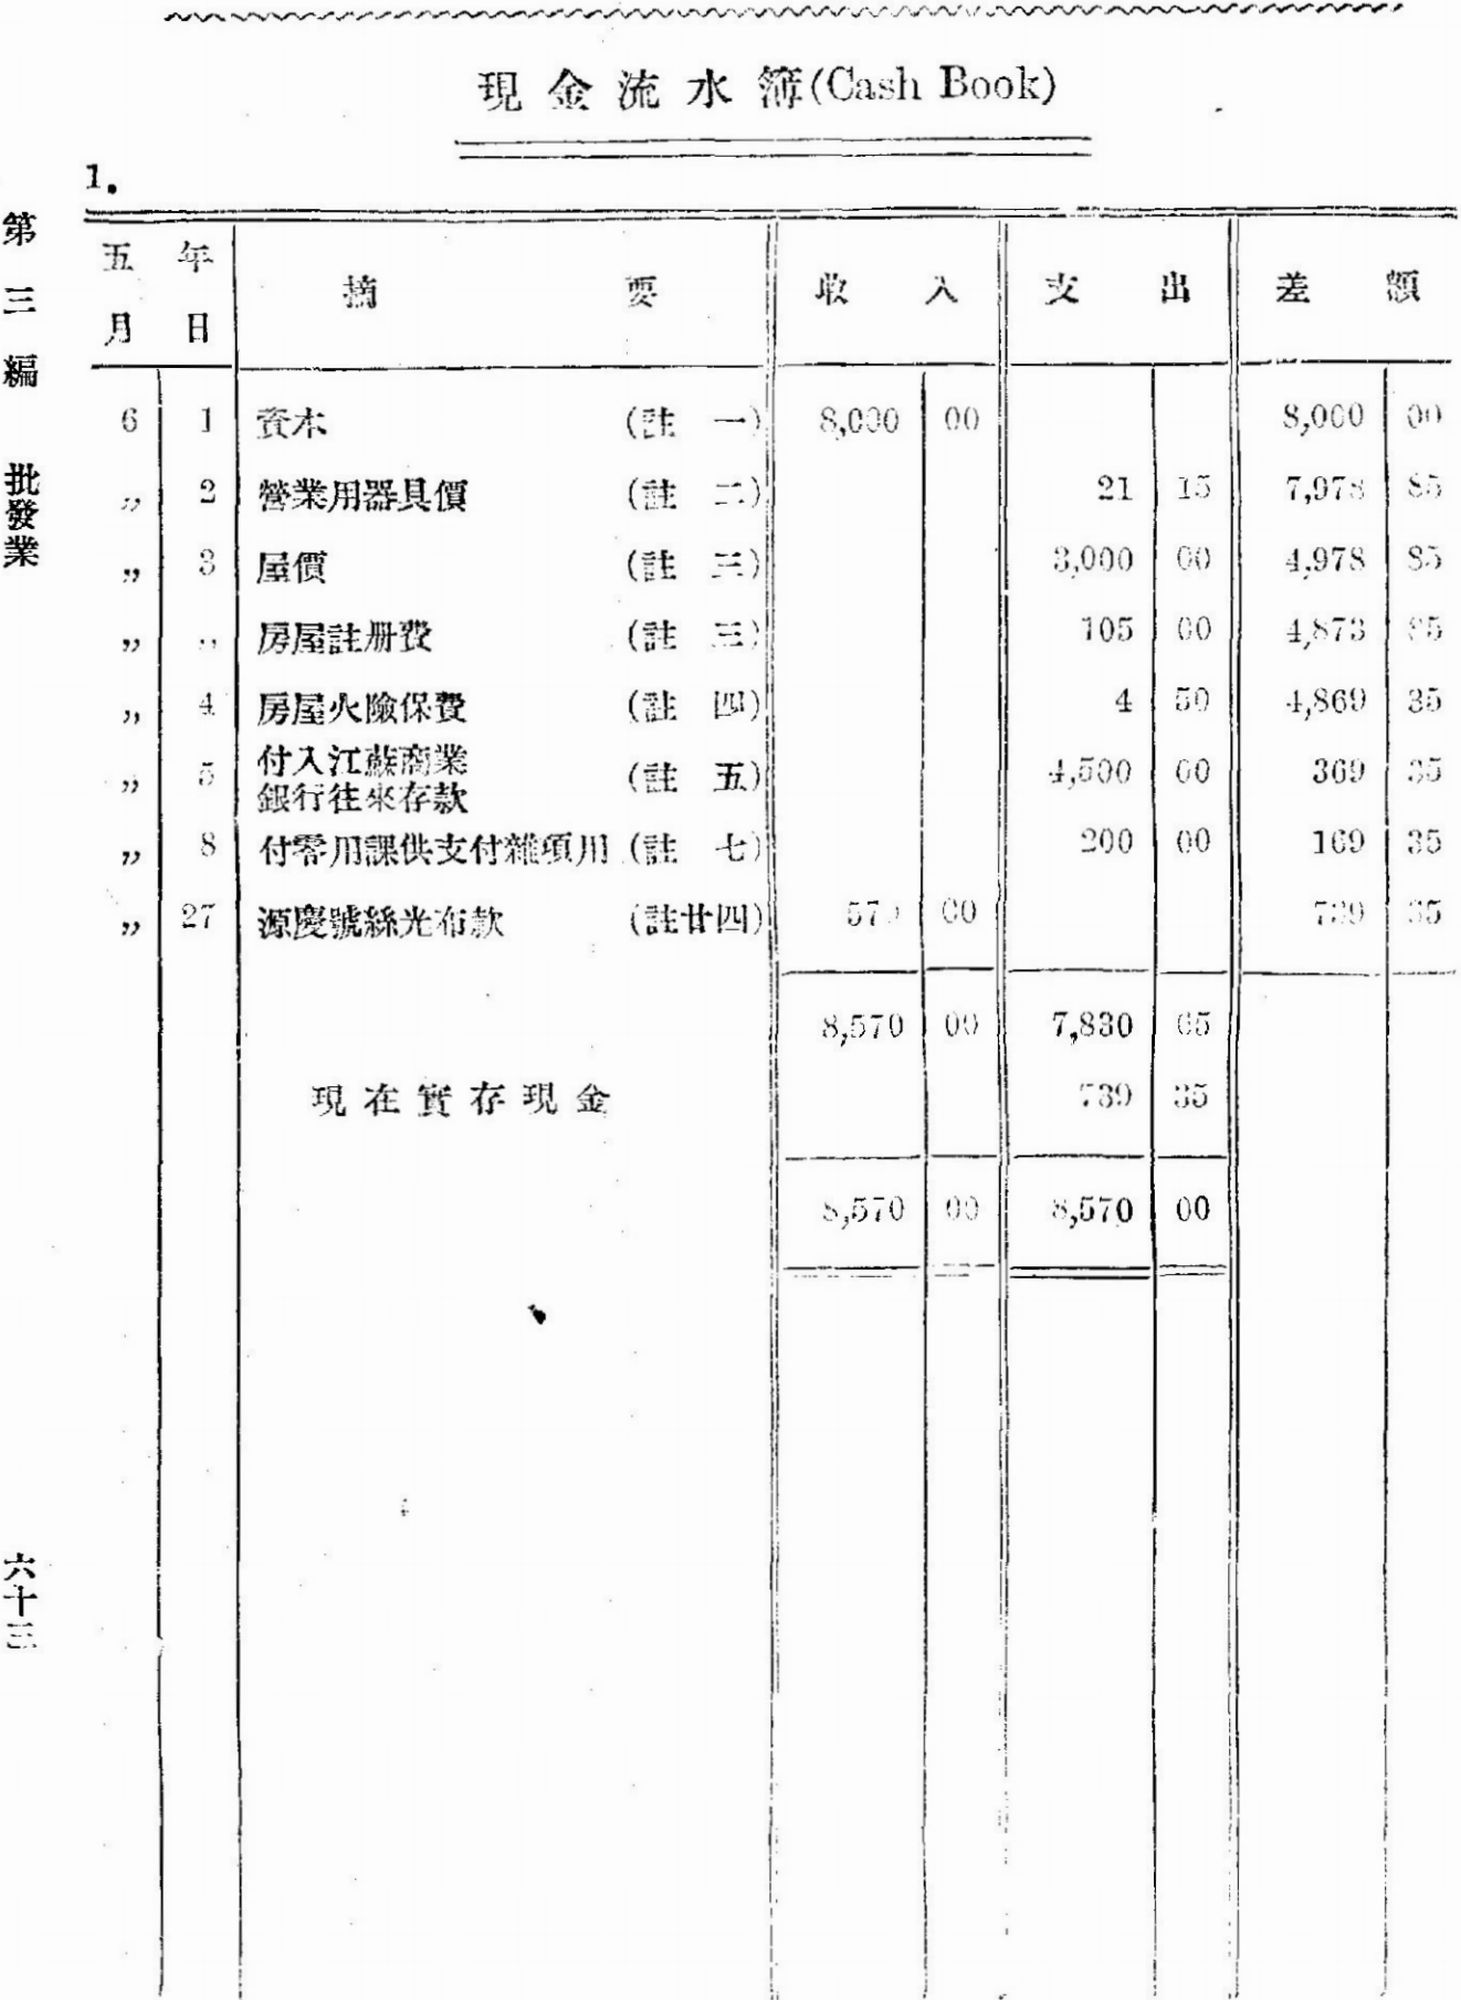 現金流水簿(Cash Book)
1.
五年 摘要 收入 支出 差額
月日
6 1 資本 (註一) 8,000 00 8,000 00
,, 2 營業用器具價 (註二) 21 15 7,978 85
,, 3 屋價 (註三) 3,000 00 4,978 85
,, ,, 房屋註册費 (註三) 105 00 4,873 85
,, 4 房屋火險保費 (註四) 4 50 4,869 35
,, 5 付入江蘇商業
銀行往來存款 (註五) 4,500 00 369 35
,, 8 付零用課供支付雜項用 (註七) 200 00 169 35
,, 27 源慶號絲光布款 (註廿四) 570 00 739 35
8,570 00 7,830 65
現在實存現金 739 35
8,570 00 8,570 00
第三編 批發業
六十三